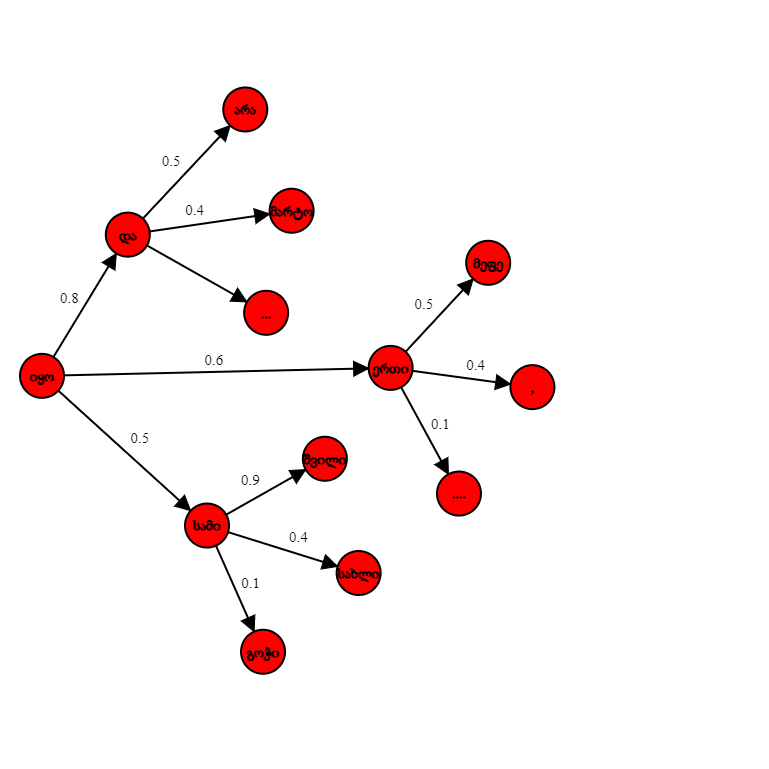 არა
0.5
მარტო
0.4
და
მეფე
...
0.8
0.5
0.6
ერთი
0.4
იყო
,
0.1
0.5
შვილი
0.9
....
სამი
0.4
სახლი
0.1
გოჭი